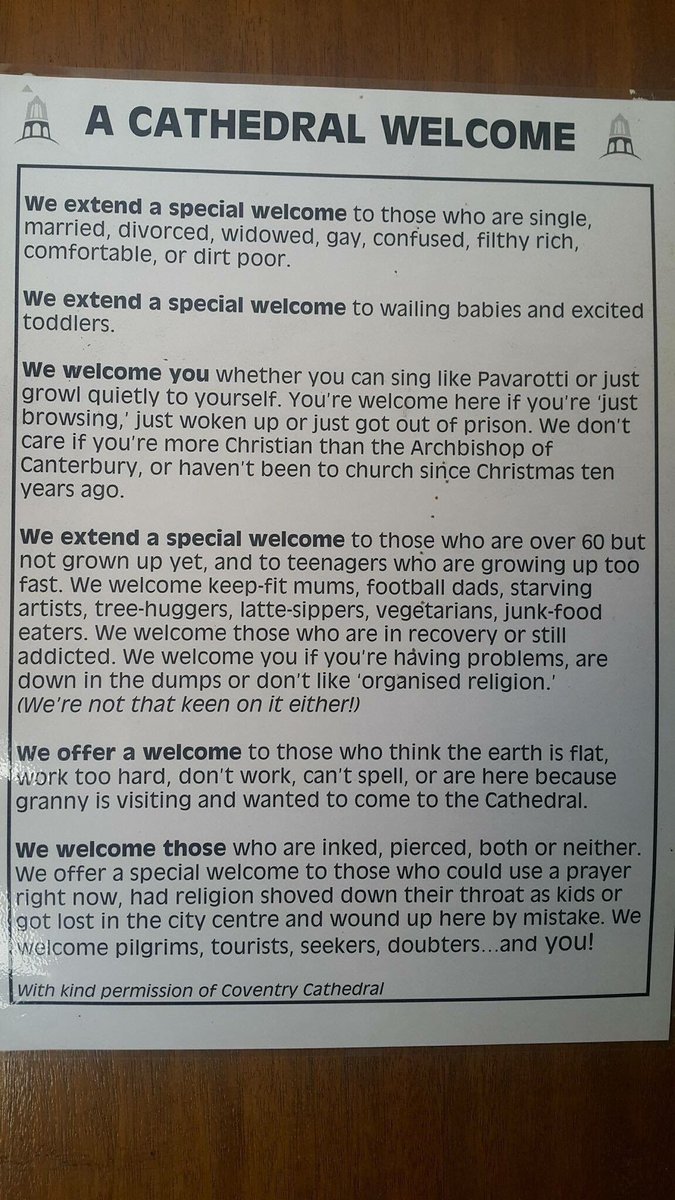 A CATHEDRAL WELCOME
We extend a special welcome to those who are single,
married, divorced, widowed, gay, confused, filthy rich,
comfortable, or dirt poor.
We extend a special welcome to wailing babies and excited
toddlers.
We welcome you whether you can sing like Pavarotti or just
growl quietly to yourself. You're welcome here if you're ‘just
browsing,’ just woken up or just got out of prison. We don't
care if you're more Christian than the Archbishop of
Canterbury, or haven't been to church since Christmas ten
years ago.
We extend a special welcome to those who are over 60 but
not grown up yet, and to teenagers who are growing up too
fast. We welcome keep-fit mums, football dads, starving
artists, tree-huggers, latte-sippers, vegetarians, junk-food
eaters. We welcome those who are in recovery or still
addicted. We welcome you if you're having problems, are
down in the dumps or don't like ‘organised religion.’
(We're not that keen on it either!)
We offer a welcome to those who think the earth is flat,
work too hard, don't work, can't spell, or are here because
granny is visiting and wanted to come to the Cathedral.
We welcome those who are inked, pierced, both or neither.
We offer a special welcome to those who could use a prayer
right now, had religion shoved down their throat as kids or
got lost in the city centre and wound up here by mistake. We
welcome pilgrims, tourists, seekers, doubters...and you!
With kind permission of Coventry Cathedral